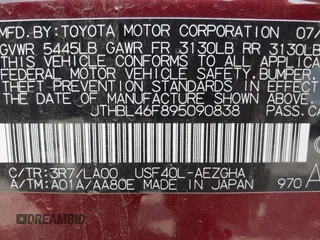 MFD. BY: TOYOTA MOTOR CORPORATION 07/
GVWR 5445LB GAWR FR 3130LB RR 3130LB
THIS VEHICLE CONFORMS TO ALL APPLICA
FEDERAL MOTOR VEHICLE SAFETY, BUMPER,
THEFT PREVENTION STANDARDS IN EFFECT
DATE OF MANUFACTURE SHOWN ABOVE.
JTHBL46F895090838 PASS.CA
C/TR: 3R7/LA00 USF40L-AEZGHA
A/TM: A01A/AA80E MADE IN JAPAN 970
DREAMBID